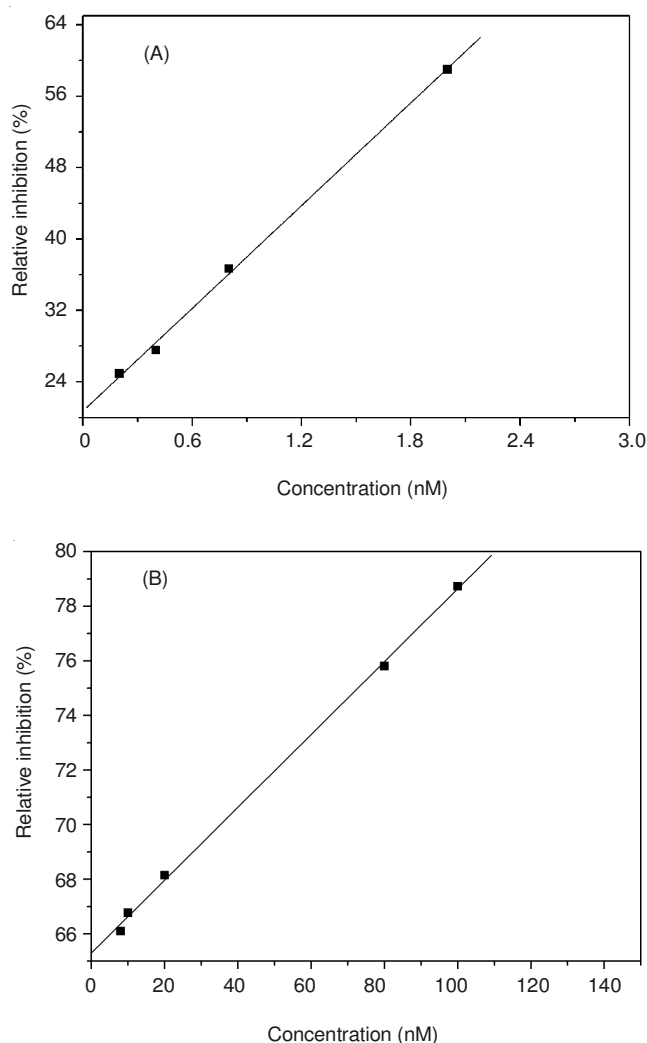 64
56
48
40
32
24
(A)
Relative inhibition (%)
0 0.6 1.2 1.8 2.4 3.0
Concentration (nM)
80
78
76
74
72
70
68
66
(B)
Relative inhibition (%)
0 20 40 60 80 100 120 140
Concentration (nM)